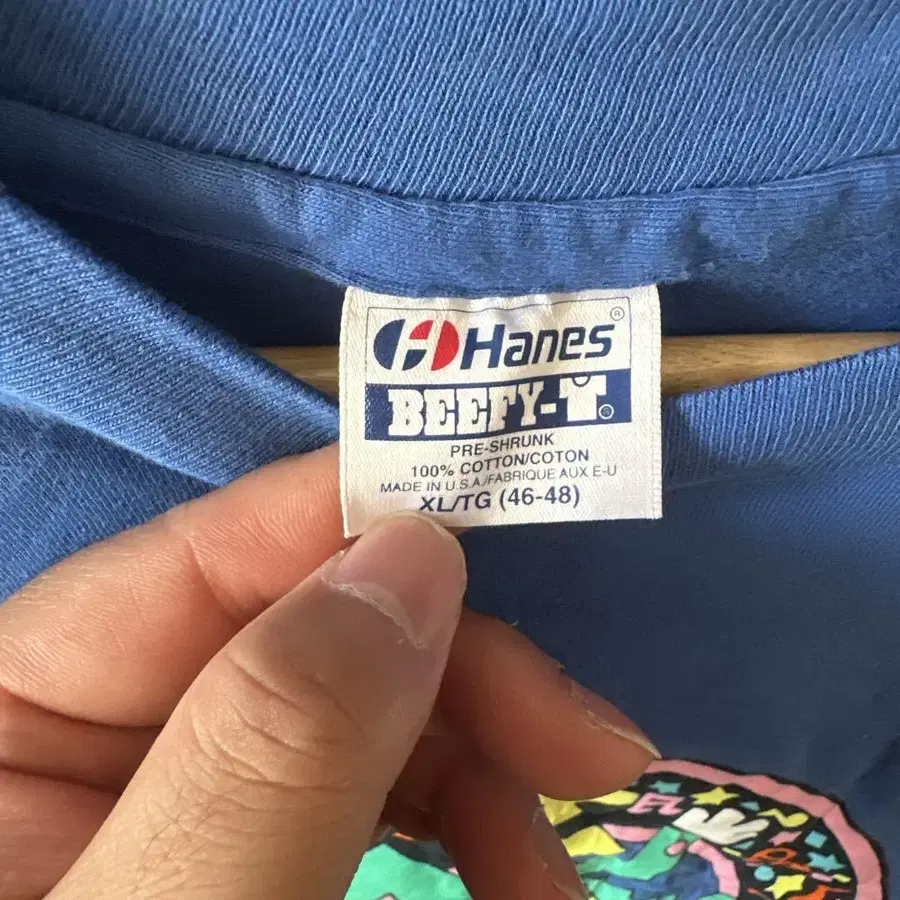 Hanes®
BEEFY-T®
PRE-SHRUNK
100% COTTON/COTON
MADE IN U.S.A./FABRIQUE AUX E-U
XL/TG (46-48)